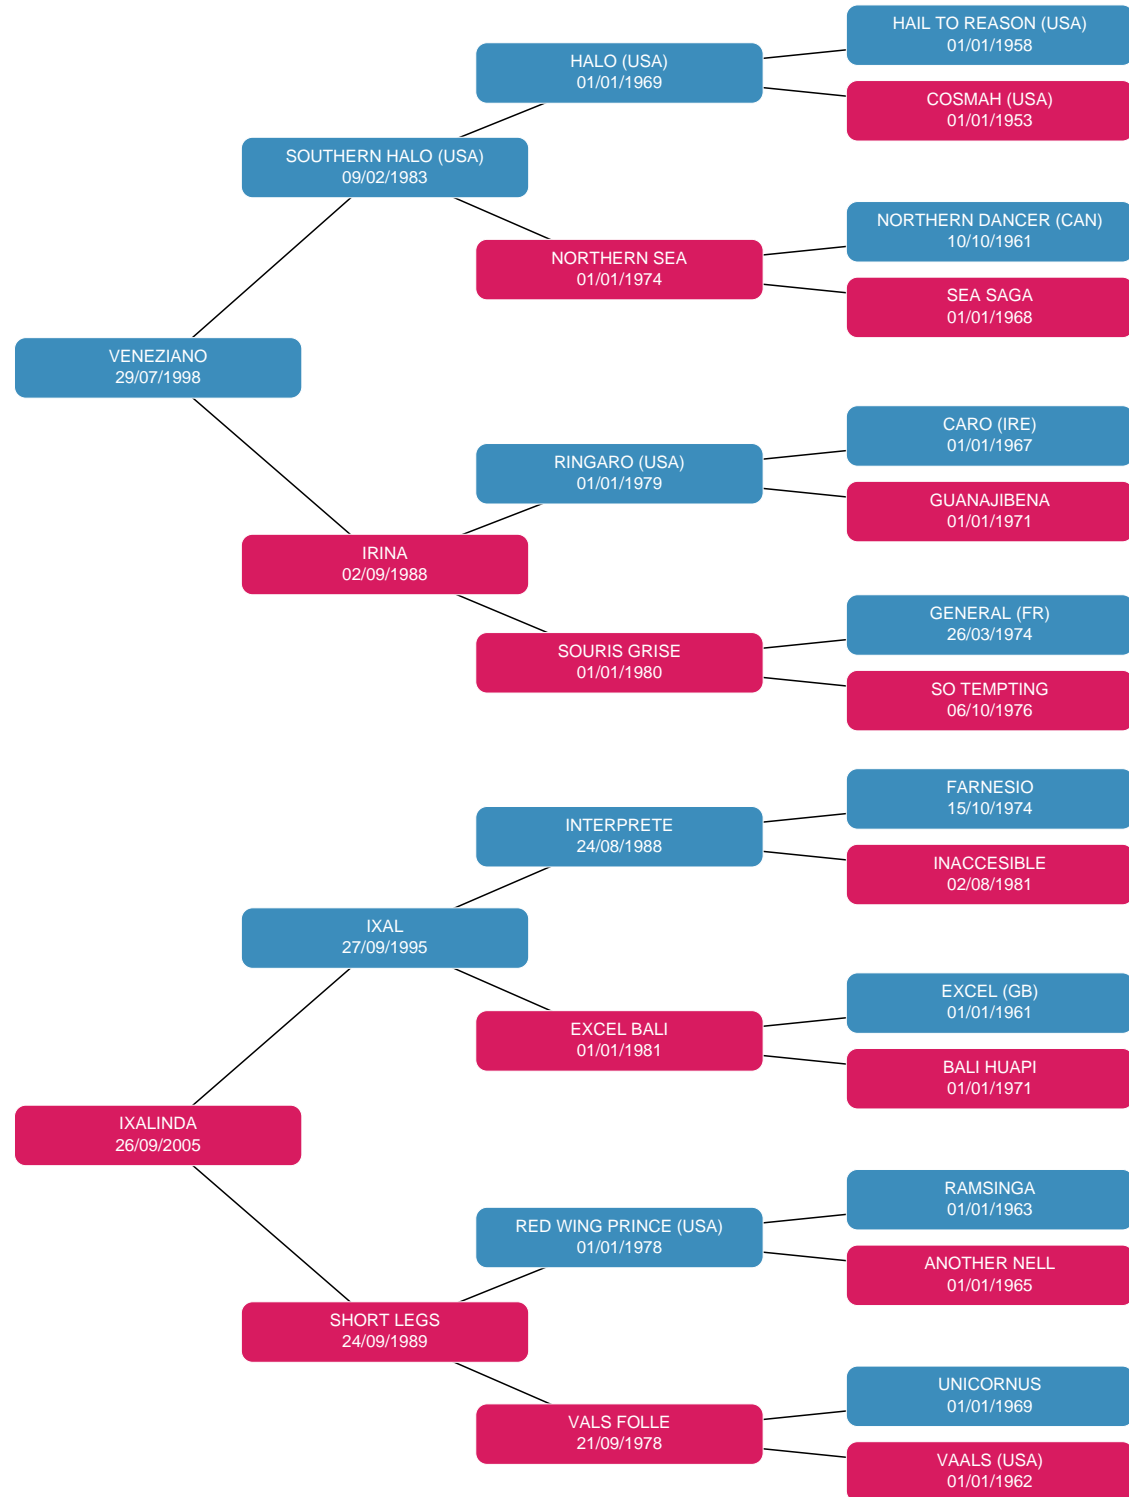 HAIL TO REASON (USA)
01/01/1958
HALO (USA)
01/01/1969
COSMAH (USA)
01/01/1953
SOUTHERN HALO (USA)
09/02/1983
NORTHERN DANCER (CAN)
10/10/1961
NORTHERN SEA
01/01/1974
SEA SAGA
01/01/1968
VENEZIANO
29/07/1998
CARO (IRE)
01/01/1967
RINGARO (USA)
01/01/1979
GUANAJIBENA
01/01/1971
IRINA
02/09/1988
GENERAL (FR)
26/03/1974
SOURIS GRISE
01/01/1980
SO TEMPTING
06/10/1976
FARNESIO
15/10/1974
INTERPRETE
24/08/1988
INACCESIBLE
02/08/1981
IXAL
27/09/1995
EXCEL (GB)
01/01/1961
EXCEL BALI
01/01/1981
BALI HUAPI
01/01/1971
IXALINDA
26/09/2005
RAMSINGA
01/01/1963
RED WING PRINCE (USA)
01/01/1978
ANOTHER NELL
01/01/1965
SHORT LEGS
24/09/1989
UNICORNUS
01/01/1969
VALS FOLLE
21/09/1978
VAALS (USA)
01/01/1962